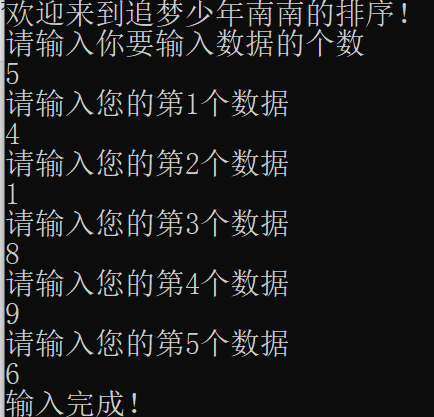 欢迎来到追梦少年南南的排序！
请输入你要输入数据的个数
5
请输入您的第1个数据
4
请输入您的第2个数据
1
请输入您的第3个数据
8
请输入您的第4个数据
9
请输入您的第5个数据
6
输入完成！